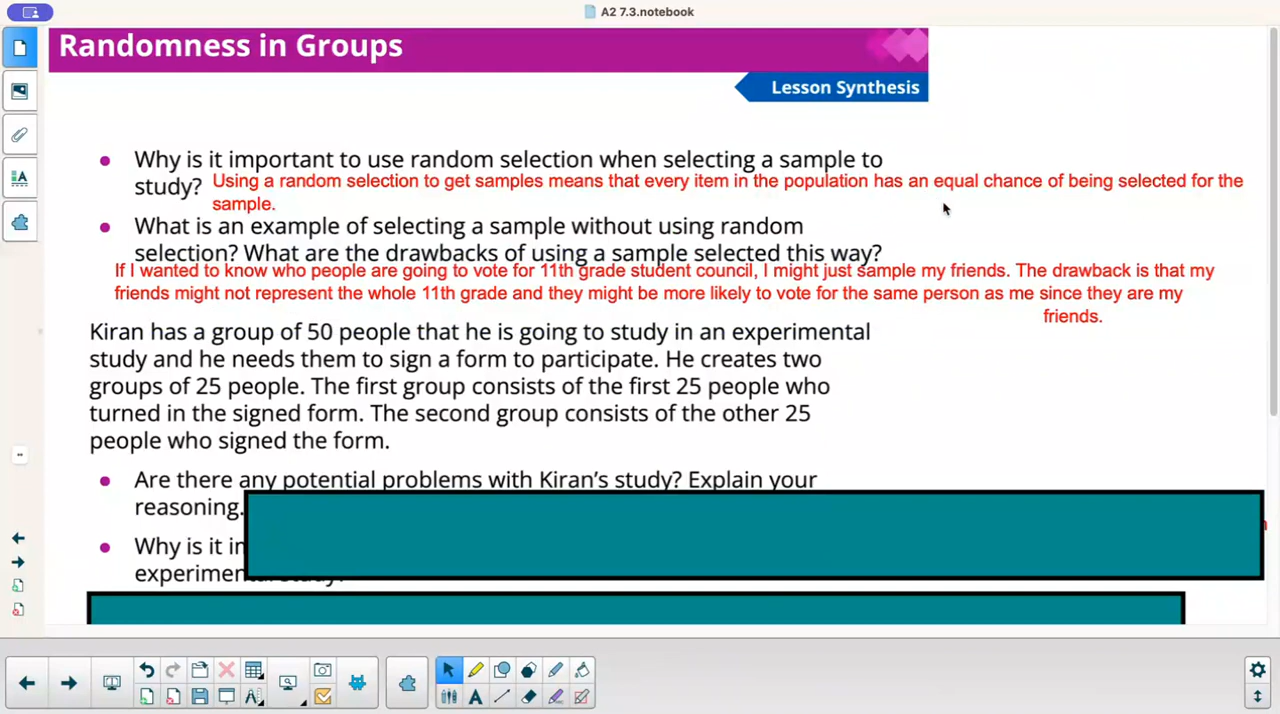 A2 7.3.notebook
Randomness in Groups
Lesson Synthesis
Why is it important to use random selection when selecting a sample to
study? Using a random selection to get samples means that every item in the population has an equal chance of being selected for the
sample.
What is an example of selecting a sample without using random
selection? What are the drawbacks of using a sample selected this way?
If I wanted to know who people are going to vote for 11th grade student council, I might just sample my friends. The drawback is that my
friends might not represent the whole 11th grade and they might be more likely to vote for the same person as me since they are my
friends.
Kiran has a group of 50 people that he is going to study in an experimental
study and he needs them to sign a form to participate. He creates two
groups of 25 people. The first group consists of the first 25 people who
turned in the signed form. The second group consists of the other 25
people who signed the form.
Are there any potential problems with Kiran's study? Explain your
reasoning.
Why is it